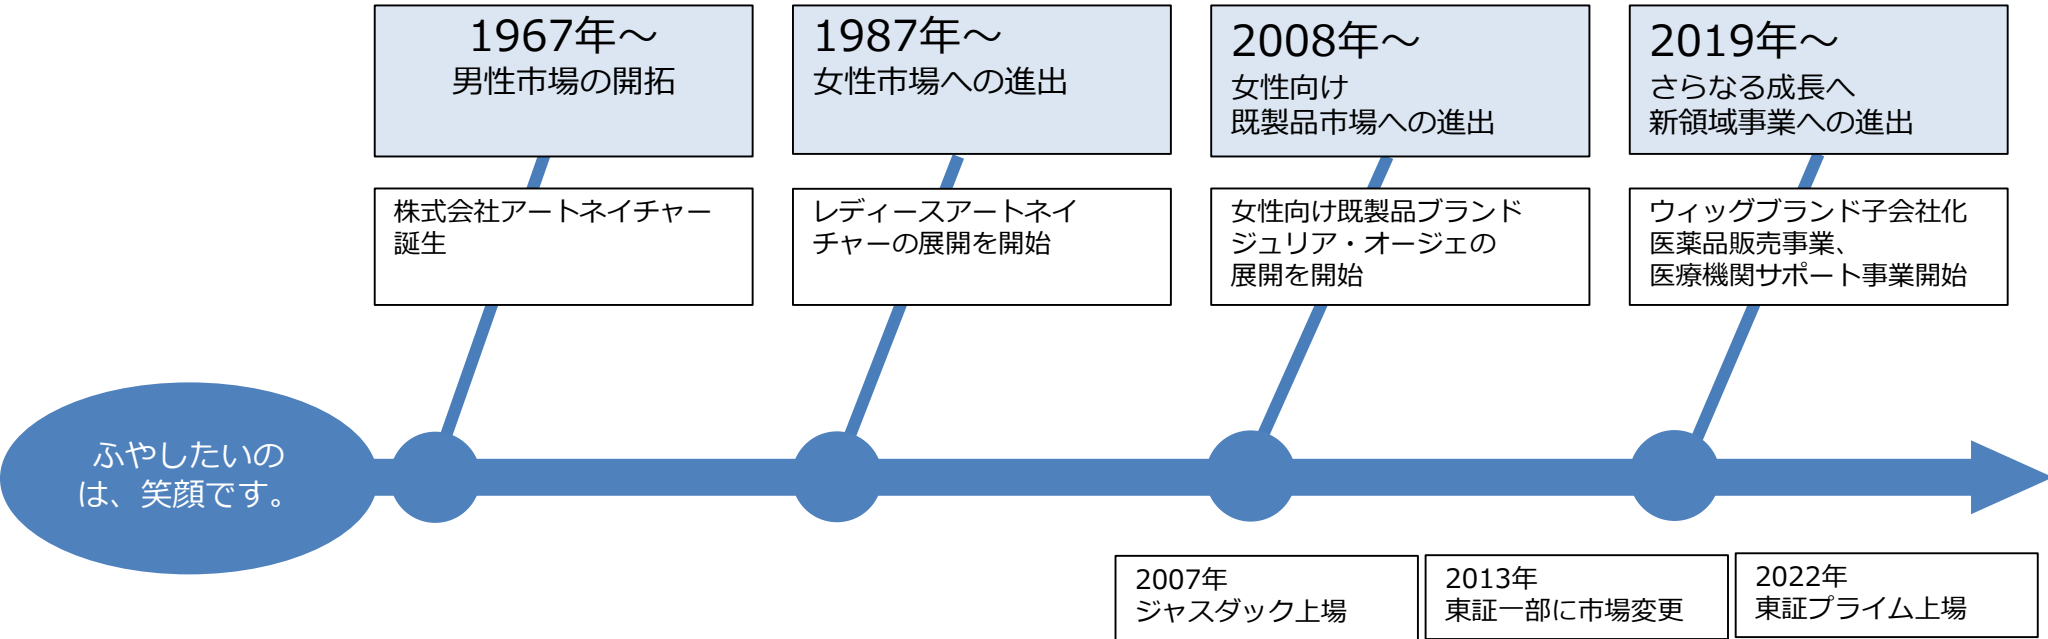 1967年～
男性市場の開拓
1987年～
女性市場への進出
2008年～
女性向け
既製品市場への進出
2019年～
さらなる成長へ
新領域事業への進出
株式会社アートネイチャー
誕生
レディースアートネイ
チャーの展開を開始
女性向け既製品ブランド
ジュリア・オージェの
展開を開始
ウィッグブランド子会社化
医薬品販売事業、
医療機関サポート事業開始
ふやしたいの
は、笑顔です。
2007年
ジャスダック上場
2013年
東証一部に市場変更
2022年
東証プライム上場